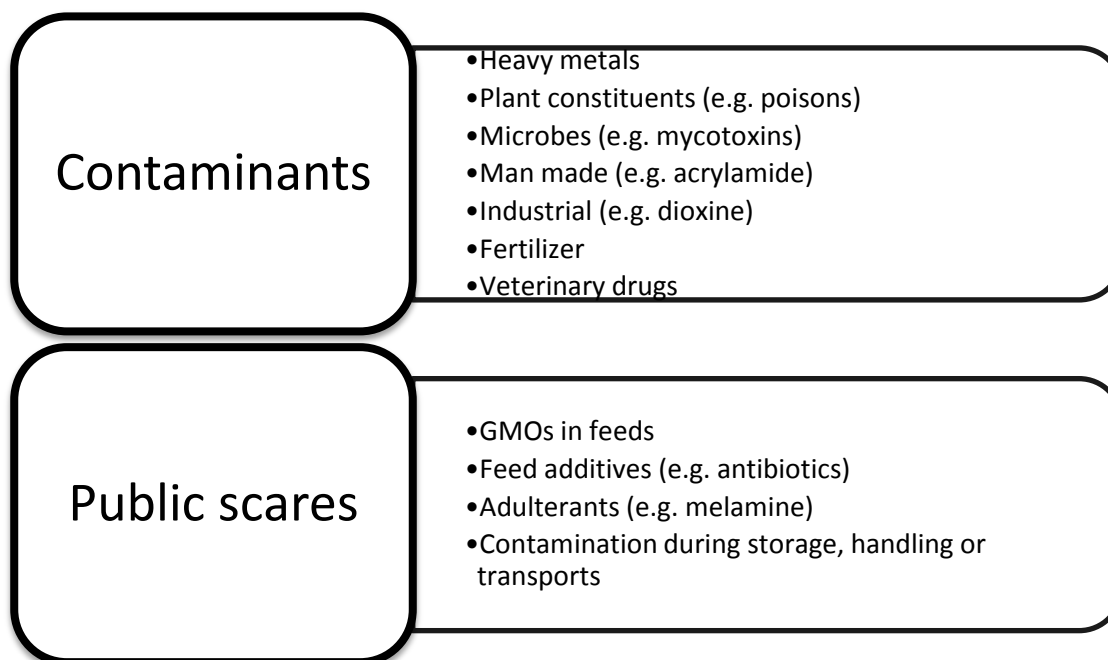 Contaminants
•Heavy metals
•Plant constituents (e.g. poisons)
•Microbes (e.g. mycotoxins)
•Man made (e.g. acrylamide)
•Industrial (e.g. dioxine)
•Fertilizer
•Veterinary drugs
Public scares
•GMOs in feeds
•Feed additives (e.g. antibiotics)
•Adulterants (e.g. melamine)
•Contamination during storage, handling or
transports